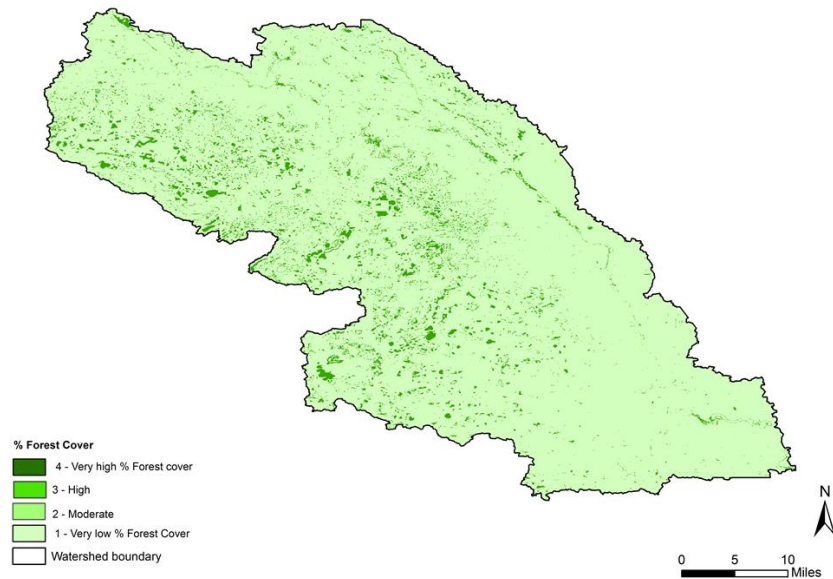 % Forest Cover
4 - Very high % Forest cover
3 - High
2 - Moderate
1 - Very low % Forest Cover
Watershed boundary
N
0 5 10
Miles